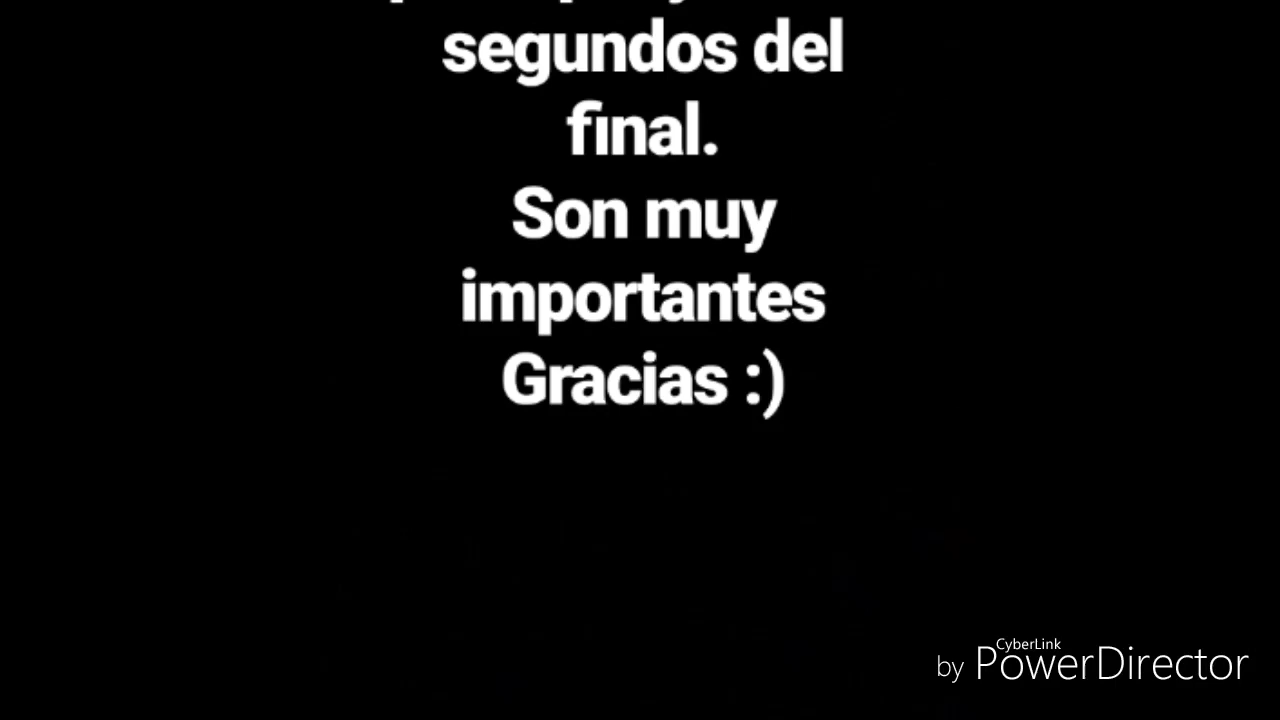 segundos del
final.
Son muy
importantes
Gracias :)
CyberLink
by PowerDirector